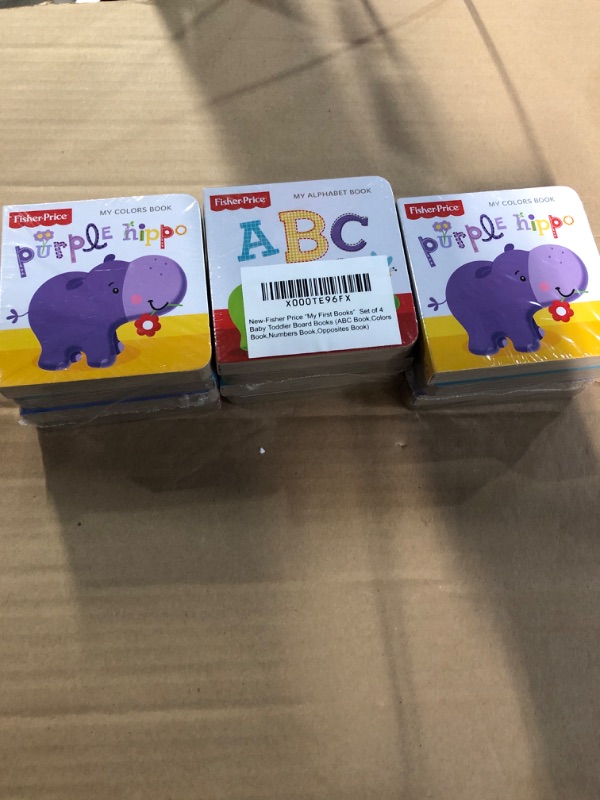 Fisher-Price
MY COLORS BOOK
purple hippo
Fisher-Price
MY ALPHABET BOOK
ABC
X000TE96FX
New-Fisher Price "My First Books" Set of 4
Baby Toddler Board Books (ABC Book,Colors
Book,Numbers Book,Opposites Book)
Fisher-Price
MY COLORS BOOK
purple hippo